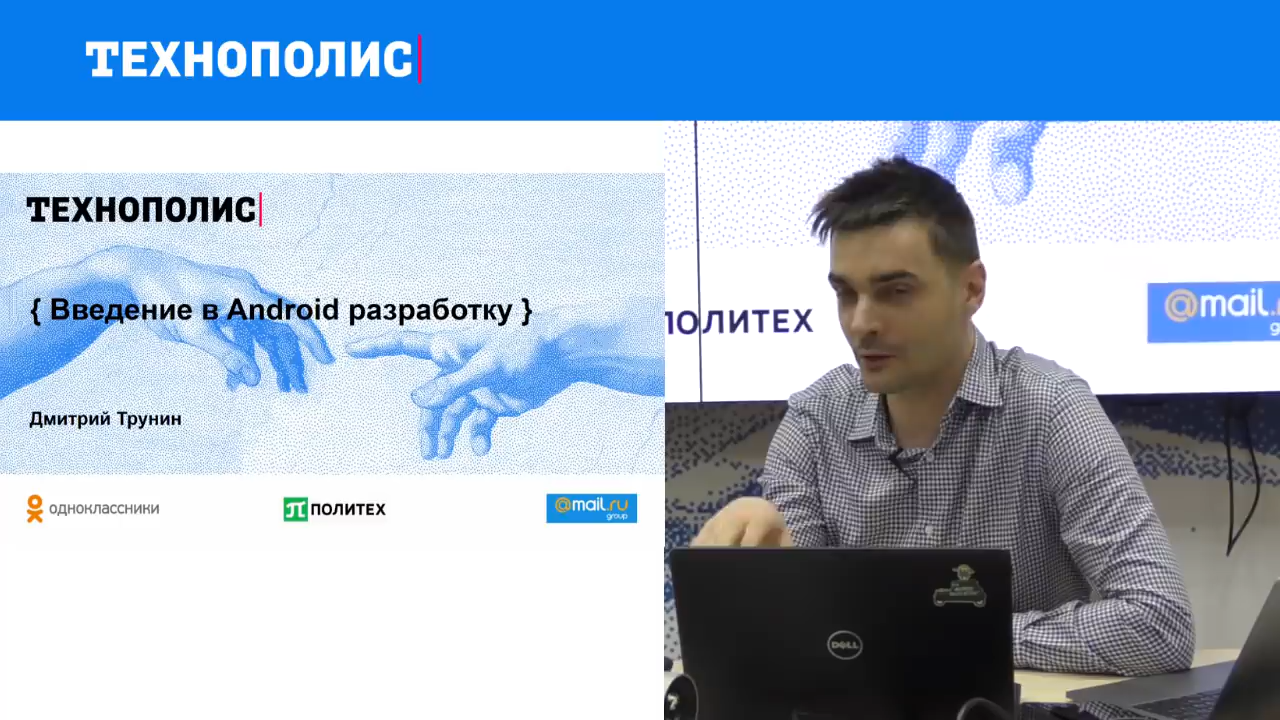 ТЕХНОПОЛИС
ТЕХНОПОЛИС
{ Введение в Android разработку }
Дмитрий Трунин
одноклассники
ПОЛИТЕХ
@mail.ru
group
ПОЛИТЕХ
@mail.
DELL